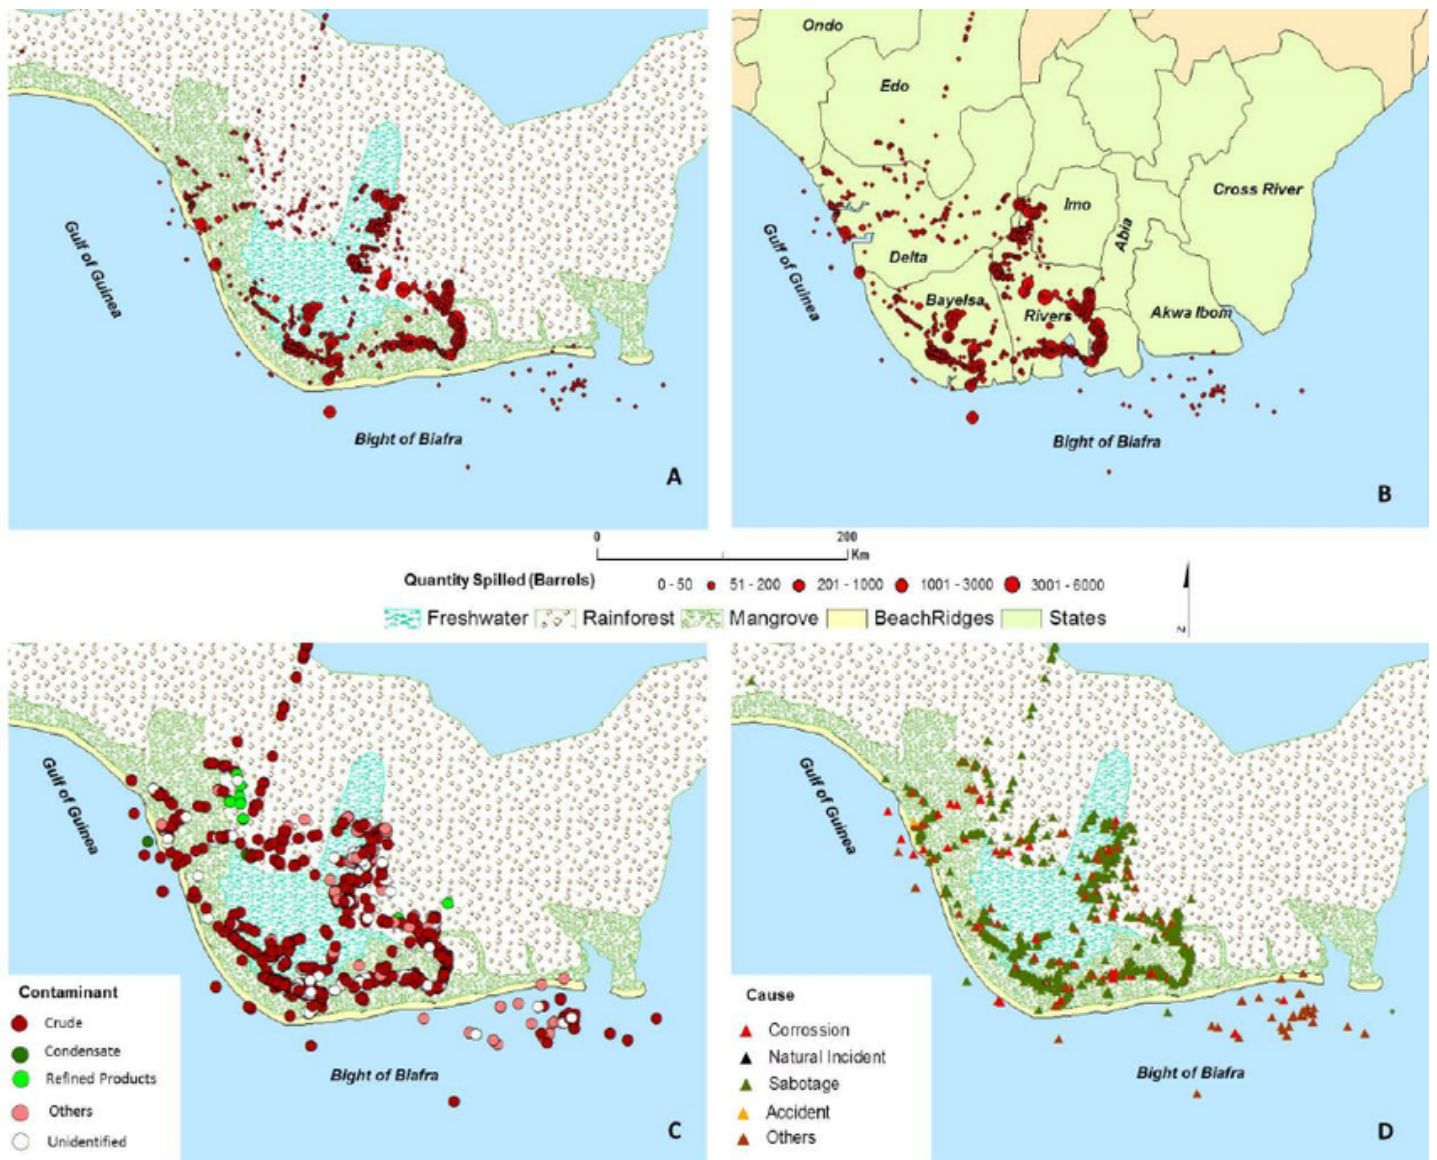 Ondo
Edo
Cross River
Imo
Abia
Gulf of Guinea
Gulf of Guinea
Delta
Bayelsa
Rivers
Akwa Ibom
Bight of Biafra
Bight of Biafra
A
B
0
200
Km
Quantity Spilled (Barrels)
0 - 50
51 - 200
201 - 1000
1001 - 3000
3001 - 6000
Freshwater
Rainforest
Mangrove
BeachRidges
States
N
Gulf of Guinea
Gulf of Guinea
Contaminant
Crude
Condensate
Refined Products
Others
Unidentified
Bight of Biafra
C
Cause
Corrossion
Natural Incident
Sabotage
Accident
Others
Bight of Biafra
D